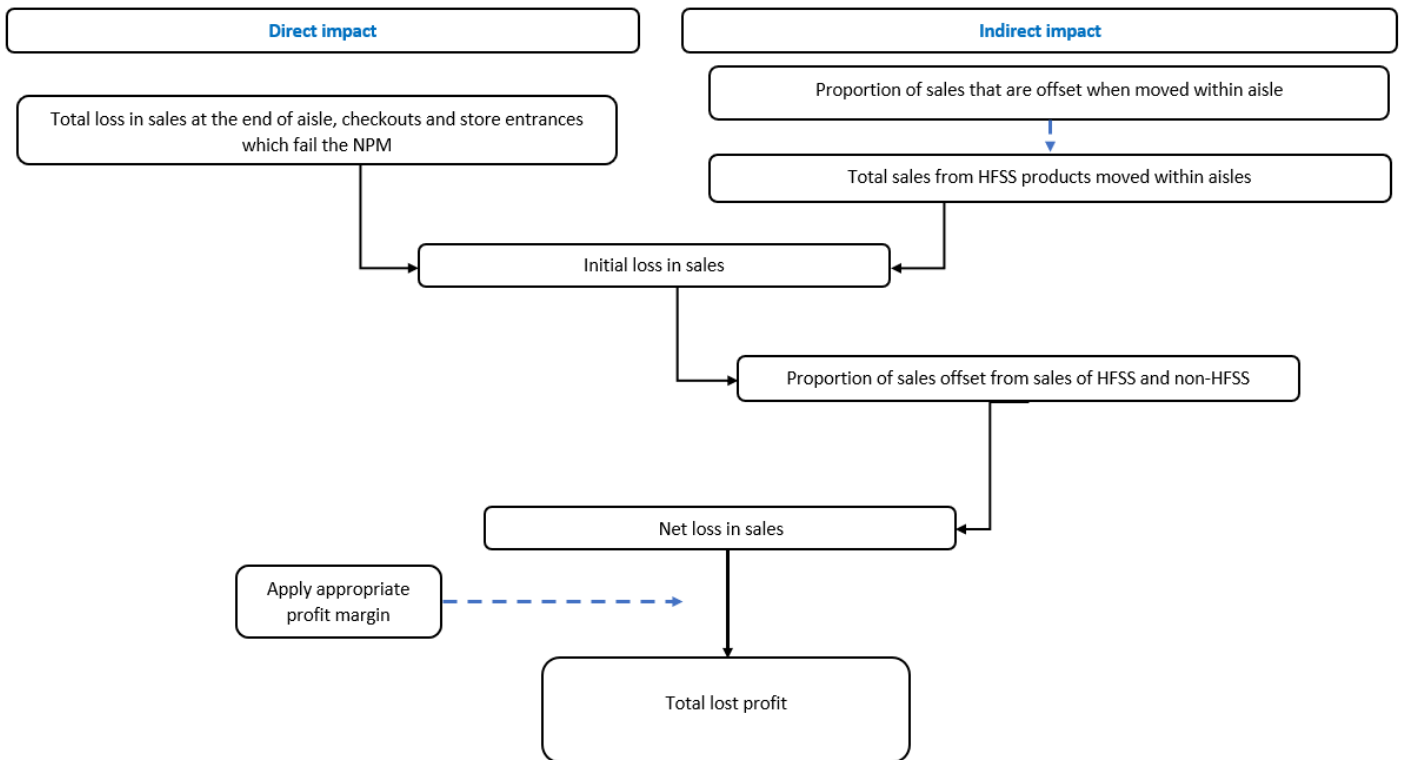 Direct impact
Indirect impact
Proportion of sales that are offset when moved within aisle
Total loss in sales at the end of aisle, checkouts and store entrances
which fail the NPM
Total sales from HFSS products moved within aisles
Initial loss in sales
Proportion of sales offset from sales of HFSS and non-HFSS
Net loss in sales
Apply appropriate
profit margin
Total lost profit